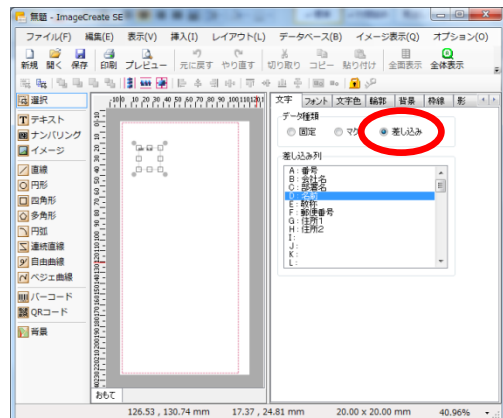 無題 - ImageCreate SE
ファイル(F) 編集(E) 表示(V) 挿入(I) レイアウト(L) データベース(B) イメージ表示(Q) オプション(O)
新規 開く 保存 印刷 プレビュー 元に戻す やり直す 切り取り コピー 貼り付け 全面表示 全体表示
選択
テキスト
ナンバリング
イメージ
直線
円形
四角形
多角形
円弧
連続直線
自由曲線
ベジェ曲線
バーコード
QRコード
背景
おもて
文字 フォント 文字色 輪郭 背景 枠線 影
データ種類
固定 マク 差し込み
差し込み列
A: 番号
B: 会社名
C: 部署名
D: 名前
E: 敬称
F: 郵便番号
G: 住所1
H: 住所2
I:
J:
K:
L:
126.53 , 130.74 mm 17.37 , 24.81 mm 20.00 x 20.00 mm 40.96%